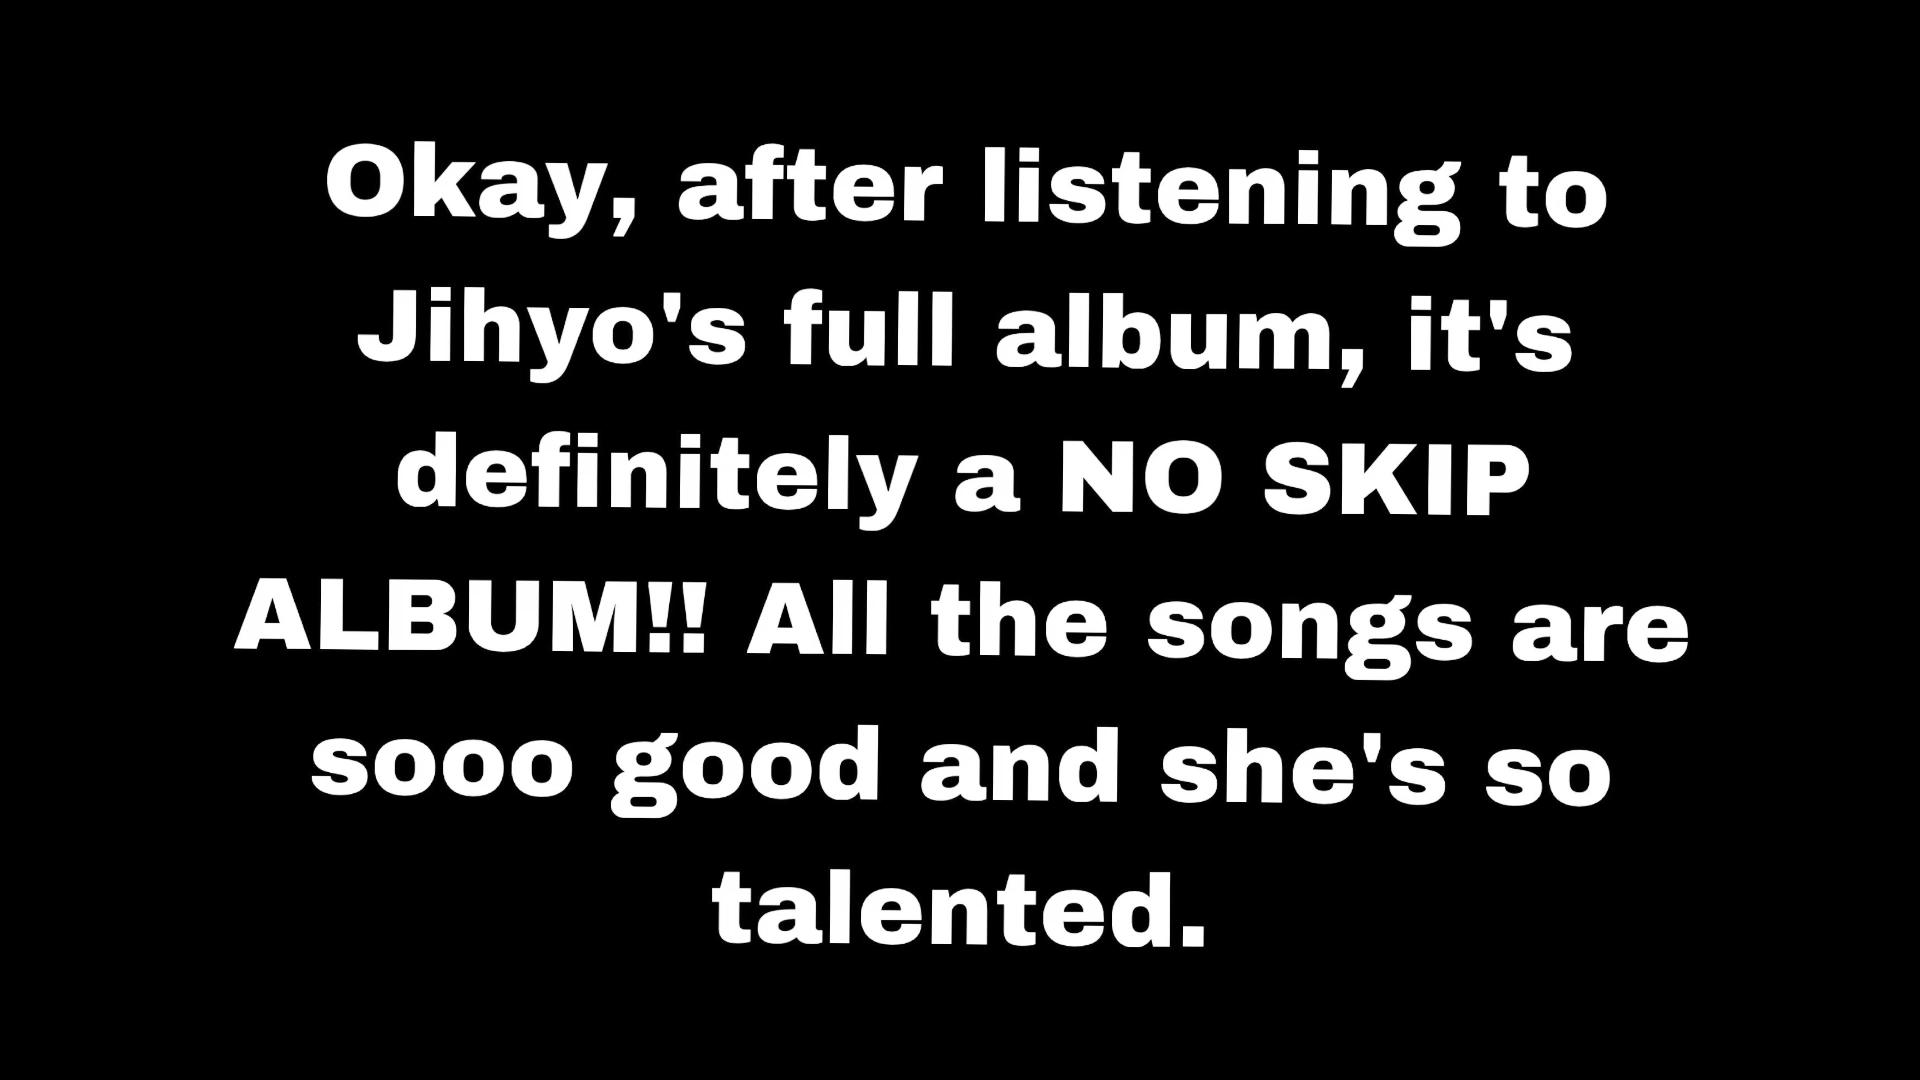 Okay, after listening to
Jihyo's full album, it's
definitely a NO SKIP
ALBUM!! All the songs are
sooo good and she's so
talented.